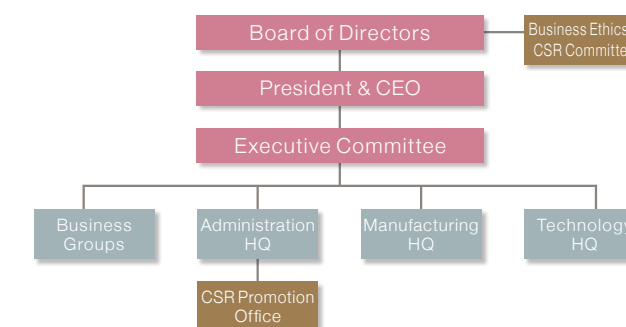 Board of Directors
Business Ethics
CSR Committe
President & CEO
Executive Committee
Business
Groups
Administration
HQ
Manufacturing
HQ
Technology
HQ
CSR Promotion
Office